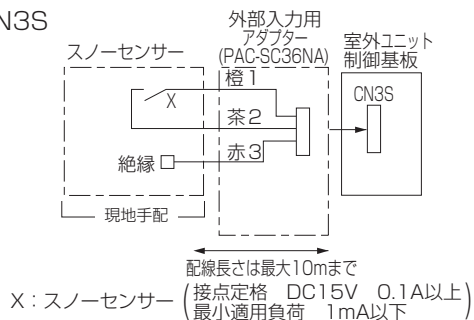 CN3S
スノーセンサー
外部入力用
アダプター
(PAC-SC36NA)
室外ユニット
制御基板
橙1
X
茶2
CN3S
赤3
絶縁
現地手配
配線長さは最大10mまで
X：スノーセンサー（接点定格 DC15V 0.1A以上
最小適用負荷 1mA以下）